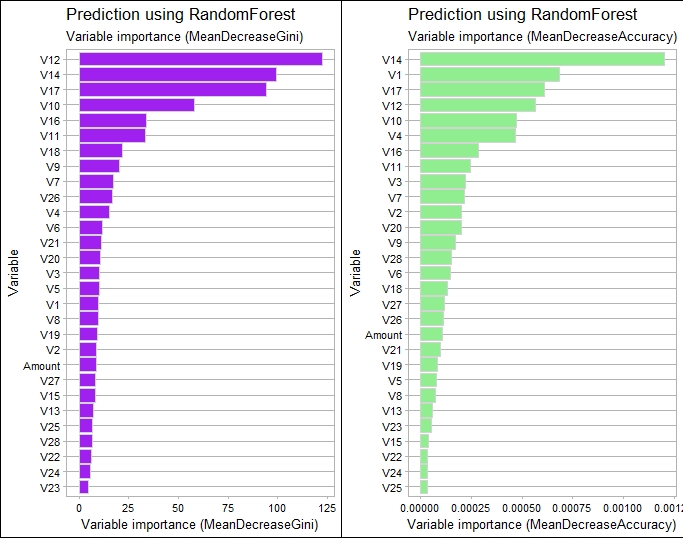 Prediction using RandomForest
Variable importance (MeanDecreaseGini)
V12
V14
V17
V10
V16
V11
V18
V9
V7
V26
V4
V6
V21
V20
V3
V5
V1
V8
V19
V2
Amount
V27
V15
V13
V25
V28
V22
V24
V23
Variable
0 25 50 75 100 125
Variable importance (MeanDecreaseGini)
Prediction using RandomForest
Variable importance (MeanDecreaseAccuracy)
V14
V1
V17
V12
V10
V4
V16
V11
V3
V7
V2
V20
V9
V28
V6
V18
V27
V26
Amount
V21
V19
V5
V8
V13
V23
V15
V22
V24
V25
Variable
0.00000 0.00025 0.00050 0.00075 0.00100 0.0012
Variable importance (MeanDecreaseAccuracy)